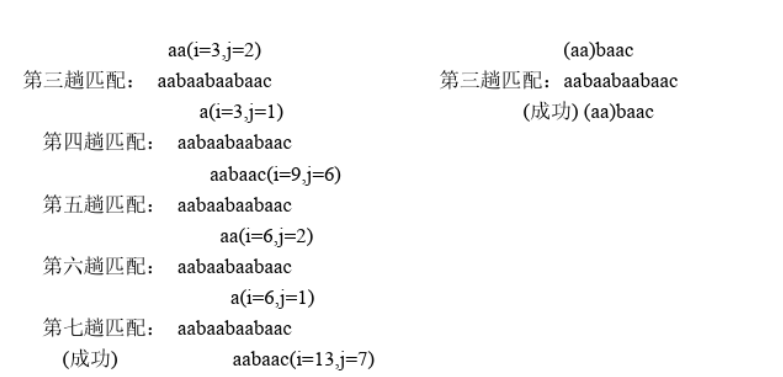 aa(i=3,j=2)
第三趟匹配： aabaabaabaac
a(i=3,j=1)
第四趟匹配： aabaabaabaac
aabaac(i=9,j=6)
第五趟匹配： aabaabaabaac
aa(i=6,j=2)
第六趟匹配： aabaabaabaac
a(i=6,j=1)
第七趟匹配： aabaabaabaac
(成功) aabaac(i=13,j=7)
(aa)baac
第三趟匹配：aabaabaabaac
(成功) (aa)baac